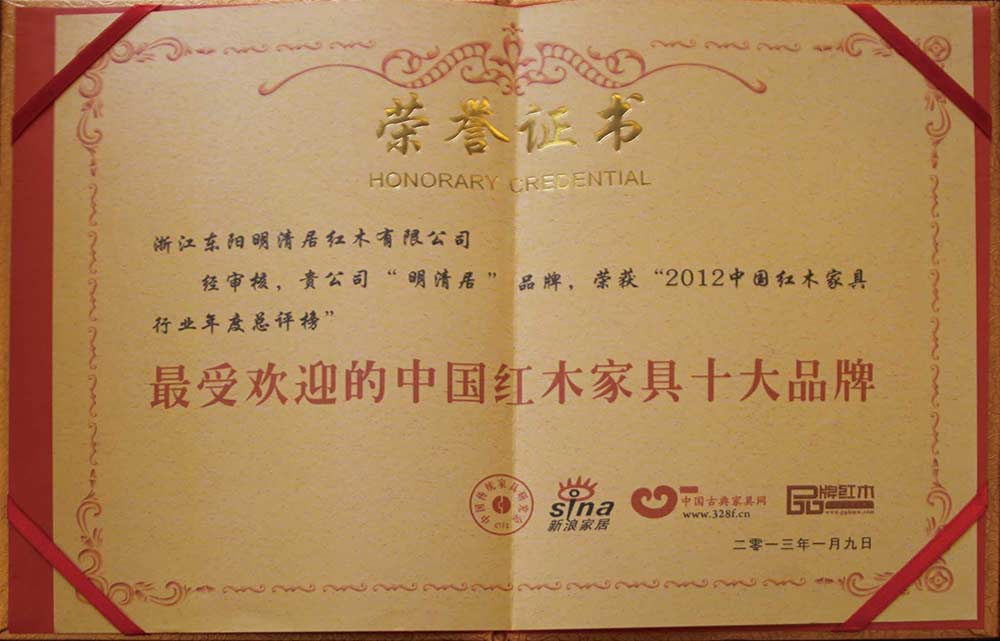 荣誉证书
HONORARY CREDENTIAL
浙江东阳明清居红木有限公司
经审核，贵公司“明清居”品牌，荣获“2012中国红木家具
行业年度总评榜”
最受欢迎的中国红木家具十大品牌
sina
新浪家居
中国古典家具网
www.328f.cn
品牌红木
二零一三年一月九日